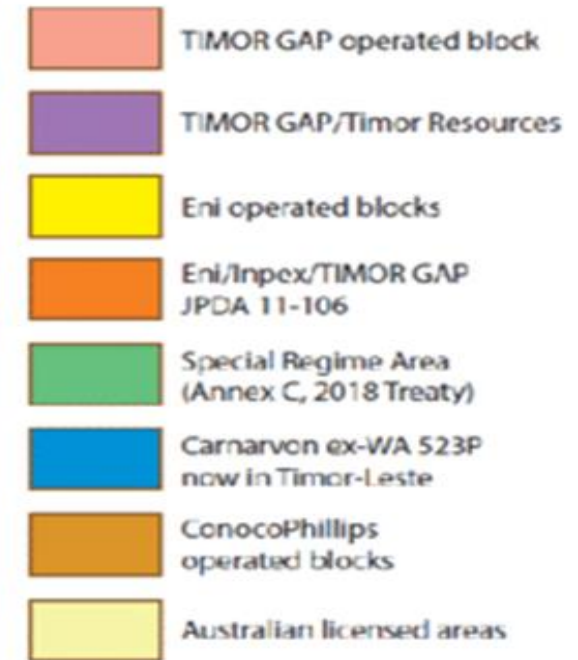 TIMOR GAP operated block
TIMOR GAP/Timor Resources
Eni operated blocks
Eni/Inpex/TIMOR GAP
JPDA 11-106
Special Regime Area
(Annex C, 2018 Treaty)
Carnarvon ex-WA 523P
now in Timor-Leste
ConocoPhillips
operated blocks
Australian licensed areas